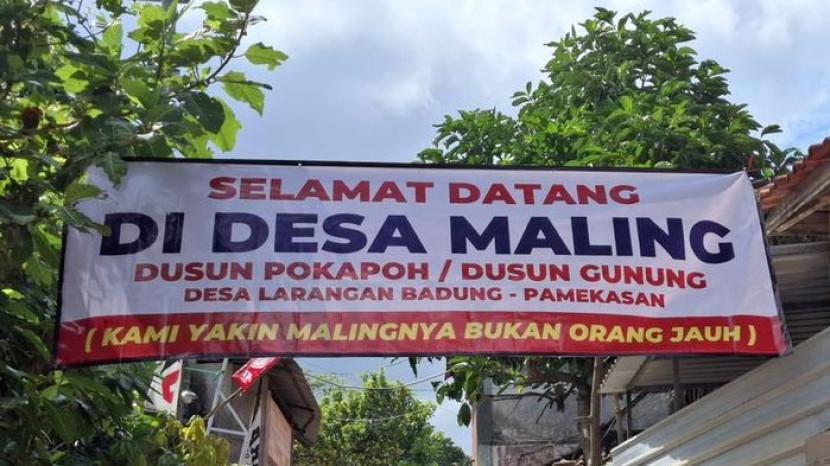 SELAMAT DATANG
DI DESA MALING
DUSUN POKAPOH / DUSUN GUNUNG
DESA LARANGAN BADUNG - PAMEKASAN
( KAMI YAKIN MALINGNYA BUKAN ORANG JAUH )